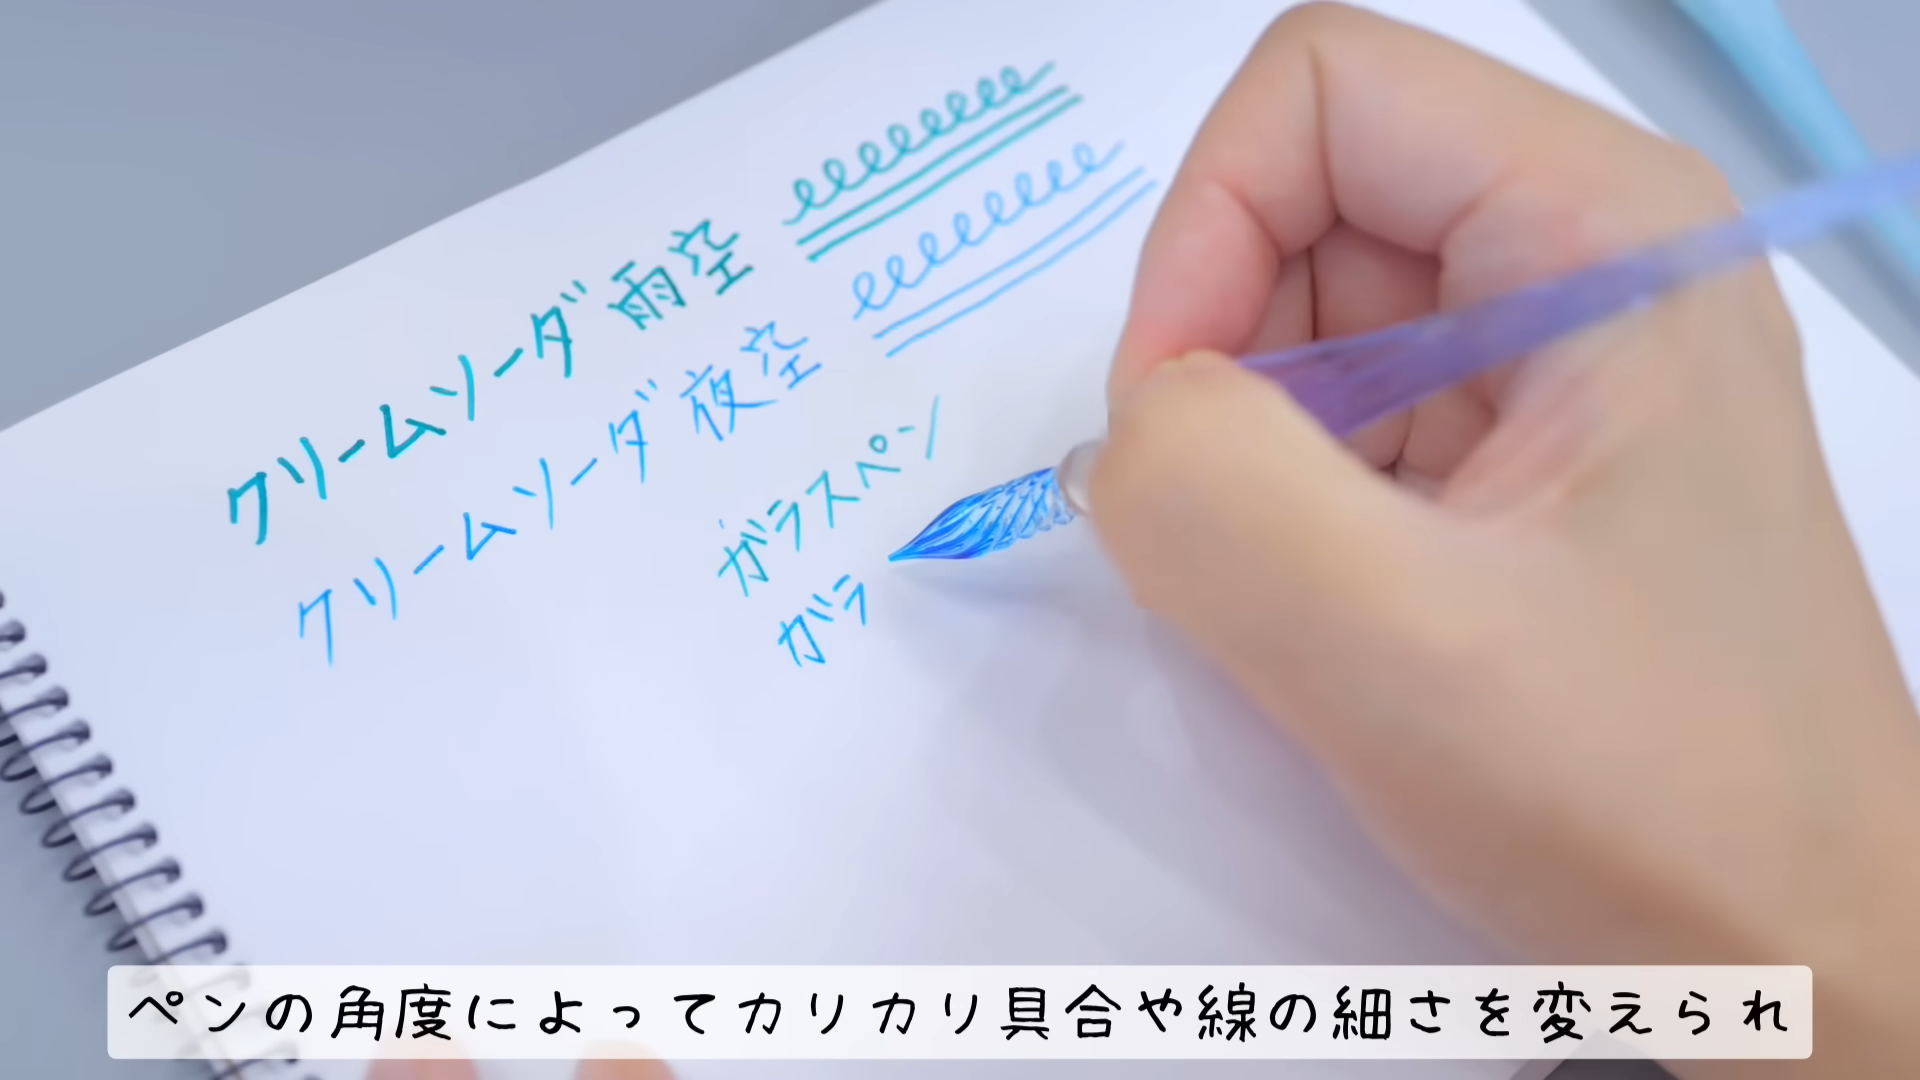 クリームソーダ雨空
クリームソーダ夜空
ガラスペン
ガラ
ペンの角度によってカリカリ具合や線の細さを変えられ